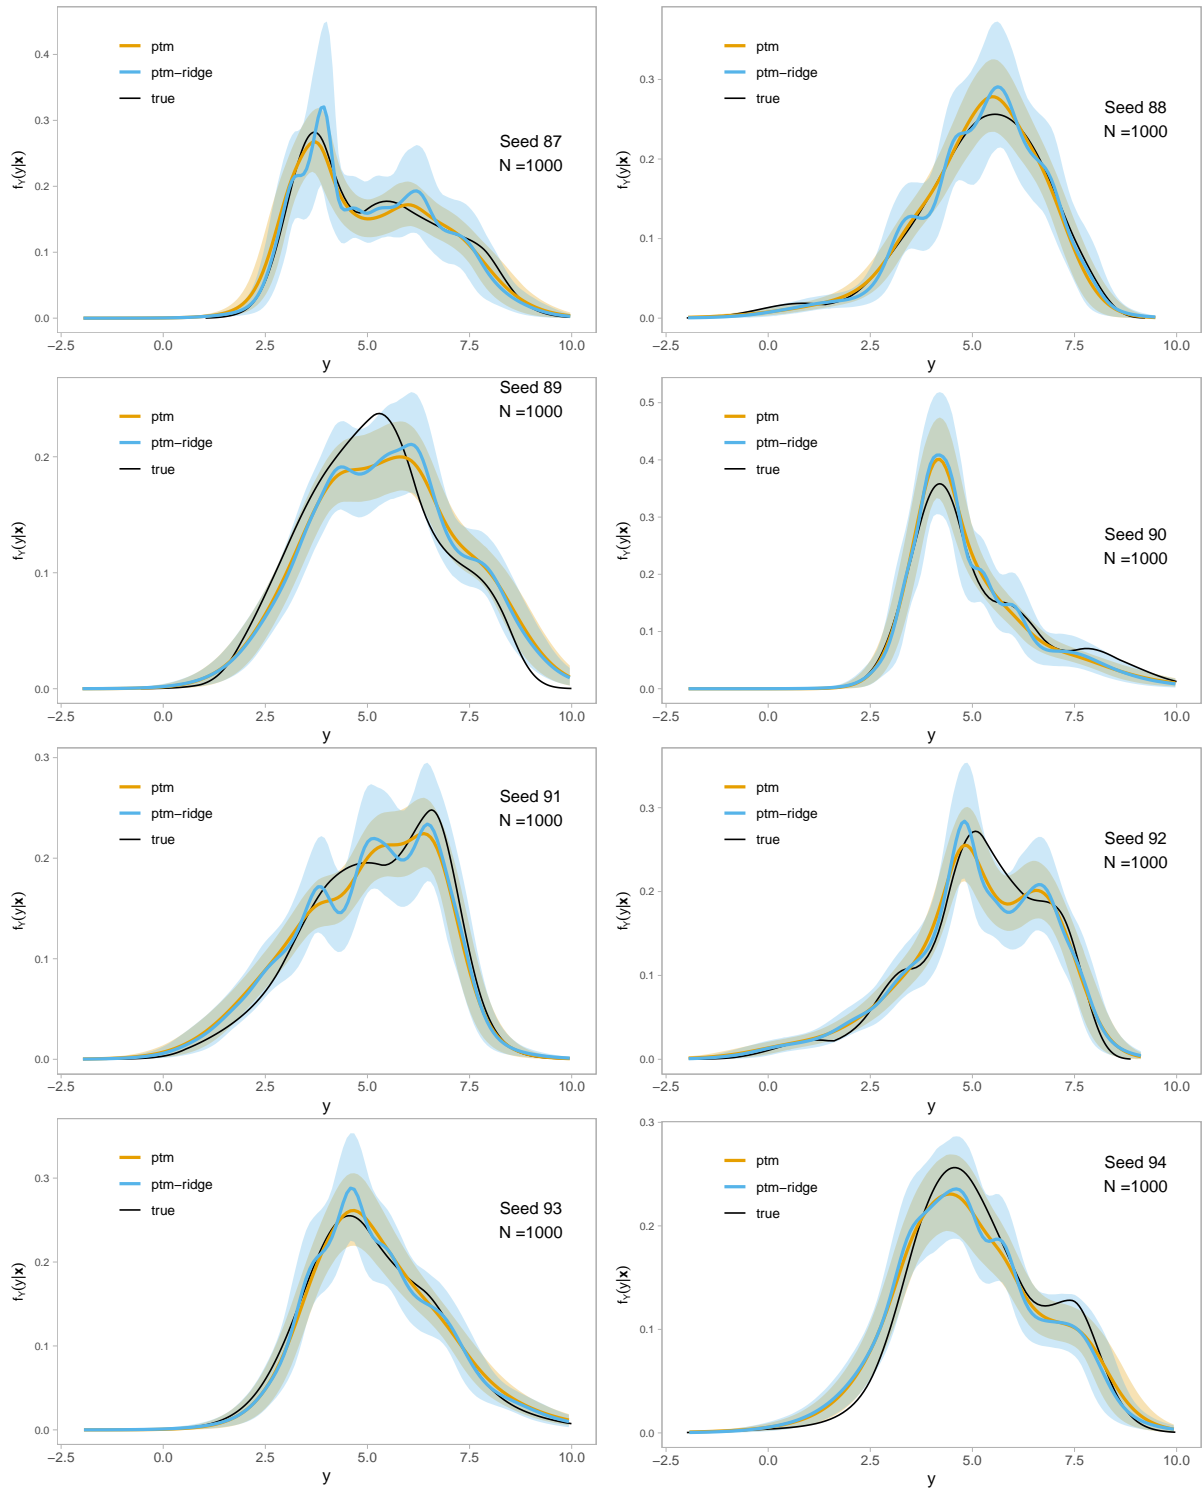 ptm
ptm-ridge
true
Seed 87
N =1000
0.4
0.3
0.2
0.1
0.0
fY(y|x)
−2.5 0.0 2.5 5.0 7.5 10.0
y
ptm
ptm-ridge
true
Seed 88
N =1000
0.3
0.2
0.1
0.0
fY(y|x)
−2.5 0.0 2.5 5.0 7.5 10.0
y
ptm
ptm-ridge
true
Seed 89
N =1000
0.2
0.1
0.0
fY(y|x)
−2.5 0.0 2.5 5.0 7.5 10.0
y
ptm
ptm-ridge
true
Seed 90
N =1000
0.5
0.4
0.3
0.2
0.1
0.0
fY(y|x)
−2.5 0.0 2.5 5.0 7.5 10.0
y
ptm
ptm-ridge
true
Seed 91
N =1000
0.3
0.2
0.1
0.0
fY(y|x)
−2.5 0.0 2.5 5.0 7.5 10.0
y
ptm
ptm-ridge
true
Seed 92
N =1000
0.3
0.2
0.1
0.0
fY(y|x)
−2.5 0.0 2.5 5.0 7.5 10.0
y
ptm
ptm-ridge
true
Seed 93
N =1000
0.3
0.2
0.1
0.0
fY(y|x)
−2.5 0.0 2.5 5.0 7.5 10.0
y
ptm
ptm-ridge
true
Seed 94
N =1000
0.3
0.2
0.1
0.0
fY(y|x)
−2.5 0.0 2.5 5.0 7.5 10.0
y